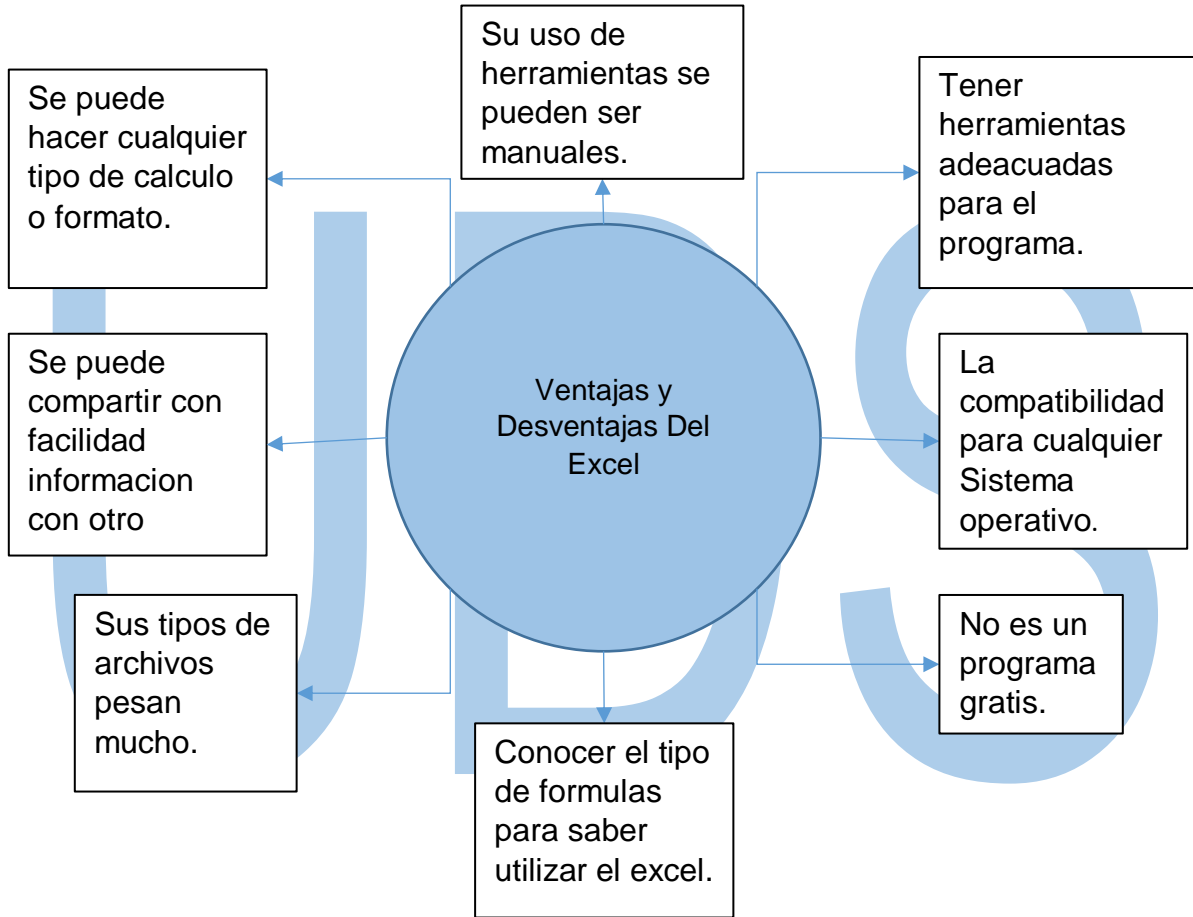 Su uso de
herramientas se
pueden ser
manuales.
Se puede
hacer cualquier
tipo de calculo
o formato.
Tener
herramientas
adeacuadas
para el
programa.
Se puede
compartir con
facilidad
informacion
con otro
Ventajas y
Desventajas Del
Excel
La
compatibilidad
para cualquier
Sistema
operativo.
Sus tipos de
archivos
pesan
mucho.
No es un
programa
gratis.
Conocer el tipo
de formulas
para saber
utilizar el excel.
UDS